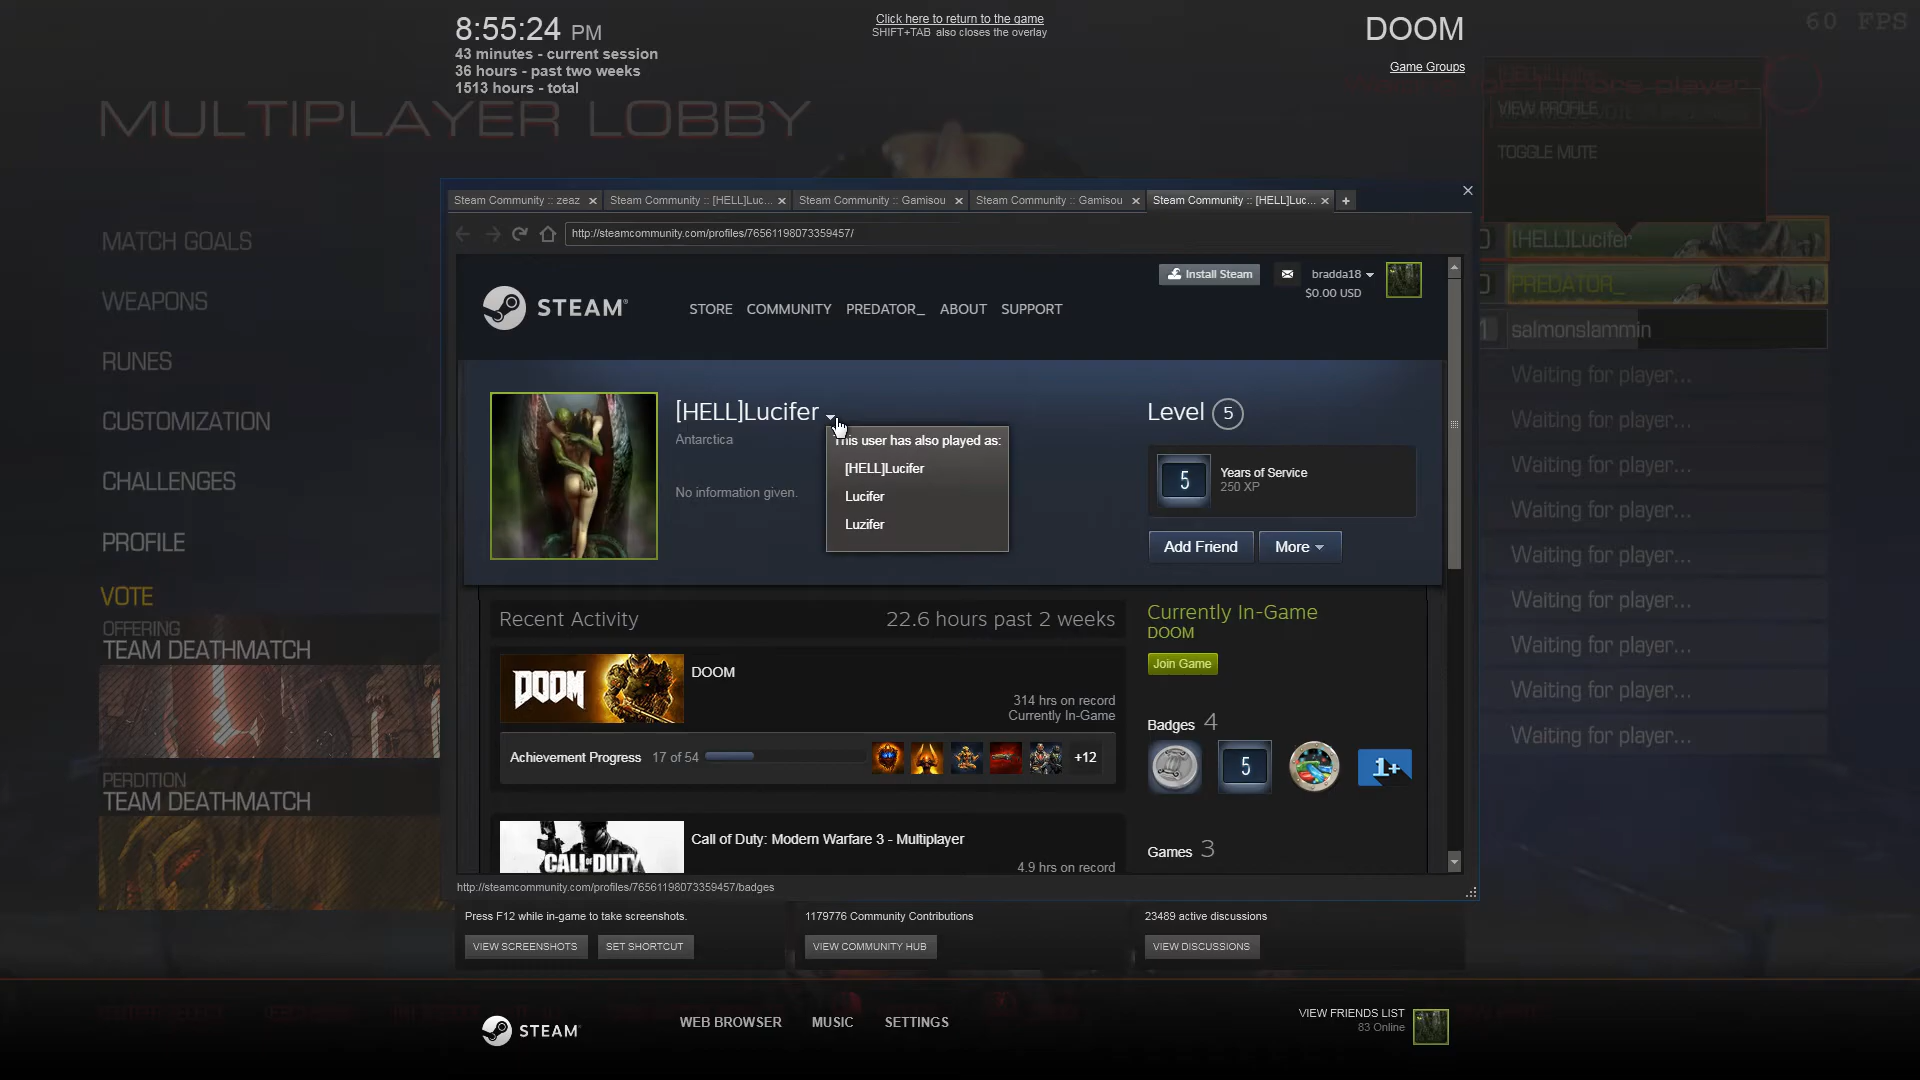 8:55:24 PM
43 minutes - current session
36 hours - past two weeks
1513 hours - total
Click here to return to the game
SHIFT+TAB also closes the overlay
DOOM
Game Groups
60 FPS
MULTIPLAYER LOBBY
MATCH GOALS
WEAPONS
RUNES
CUSTOMIZATION
CHALLENGES
PROFILE
VOTE
OFFERING
TEAM DEATHMATCH
PERDITION
TEAM DEATHMATCH
VIEW PROFILE
TOGGLE MUTE
[HELL]Lucifer
PREDATOR_
salmonslammin
Waiting for player...
Waiting for player...
Waiting for player...
Waiting for player...
Waiting for player...
Waiting for player...
Waiting for player...
Waiting for player...
Waiting for player...
Steam Community :: zeaz
Steam Community :: [HELL]Luc...
Steam Community :: Gamisou
Steam Community :: Gamisou
Steam Community :: [HELL]Luc...
http://steamcommunity.com/profiles/76561198073359457/
Install Steam
bradda18
$0.00 USD
STEAM
STORE COMMUNITY PREDATOR_ ABOUT SUPPORT
[HELL]Lucifer
Antarctica
No information given.
This user has also played as:
[HELL]Lucifer
Lucifer
Luzifer
Level 5
5
Years of Service
250 XP
Add Friend
More
Recent Activity
22.6 hours past 2 weeks
DOOM
DOOM
314 hrs on record
Currently In-Game
Achievement Progress 17 of 54
+12
CALL OF DUTY
Call of Duty: Modern Warfare 3 - Multiplayer
4.9 hrs on record
Currently In-Game
DOOM
Join Game
Badges 4
5
1+
Games 3
http://steamcommunity.com/profiles/76561198073359457/badges
Press F12 while in-game to take screenshots.
VIEW SCREENSHOTS
SET SHORTCUT
1179776 Community Contributions
VIEW COMMUNITY HUB
23489 active discussions
VIEW DISCUSSIONS
STEAM
WEB BROWSER
MUSIC
SETTINGS
VIEW FRIENDS LIST
83 Online